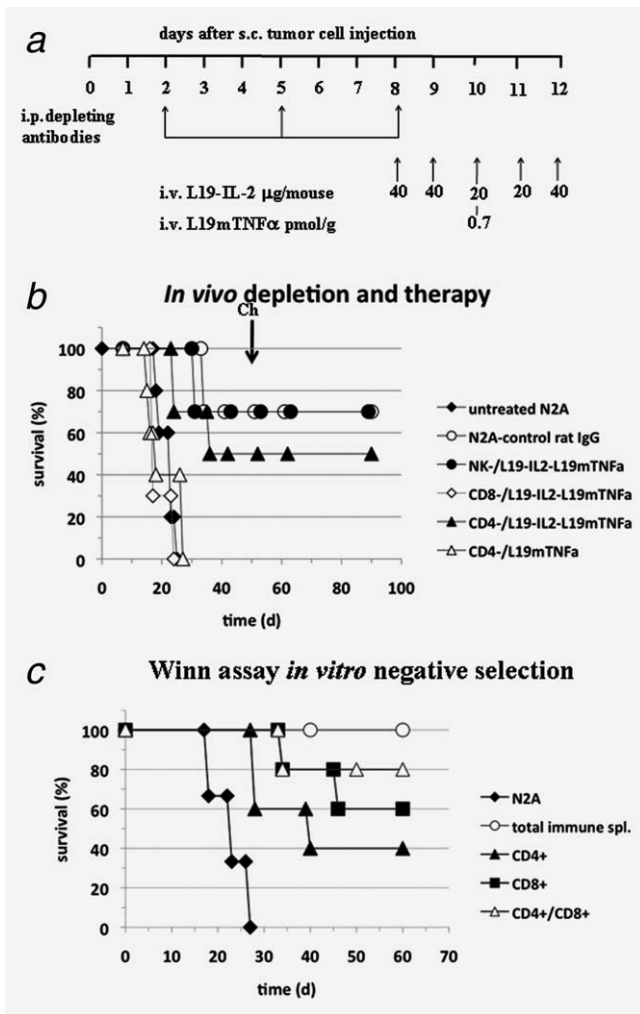 a
days after s.c. tumor cell injection
0 1 2 3 4 5 6 7 8 9 10 11 12
i.p.depleting
antibodies
i.v. L19-IL-2 µg/mouse 40 40 20 20 40
i.v. L19mTNFα pmol/g 0.7
b
In vivo depletion and therapy
Ch
survival (%)
100
80
60
40
20
0
0 20 40 60 80 100
time (d)
untreated N2A
N2A-control rat IgG
NK-/L19-IL2-L19mTNFa
CD8-/L19-IL2-L19mTNFa
CD4-/L19-IL2-L19mTNFa
CD4-/L19mTNFa
c
Winn assay in vitro negative selection
survival (%)
100
80
60
40
20
0
0 10 20 30 40 50 60 70
time (d)
N2A
total immune spl.
CD4+
CD8+
CD4+/CD8+